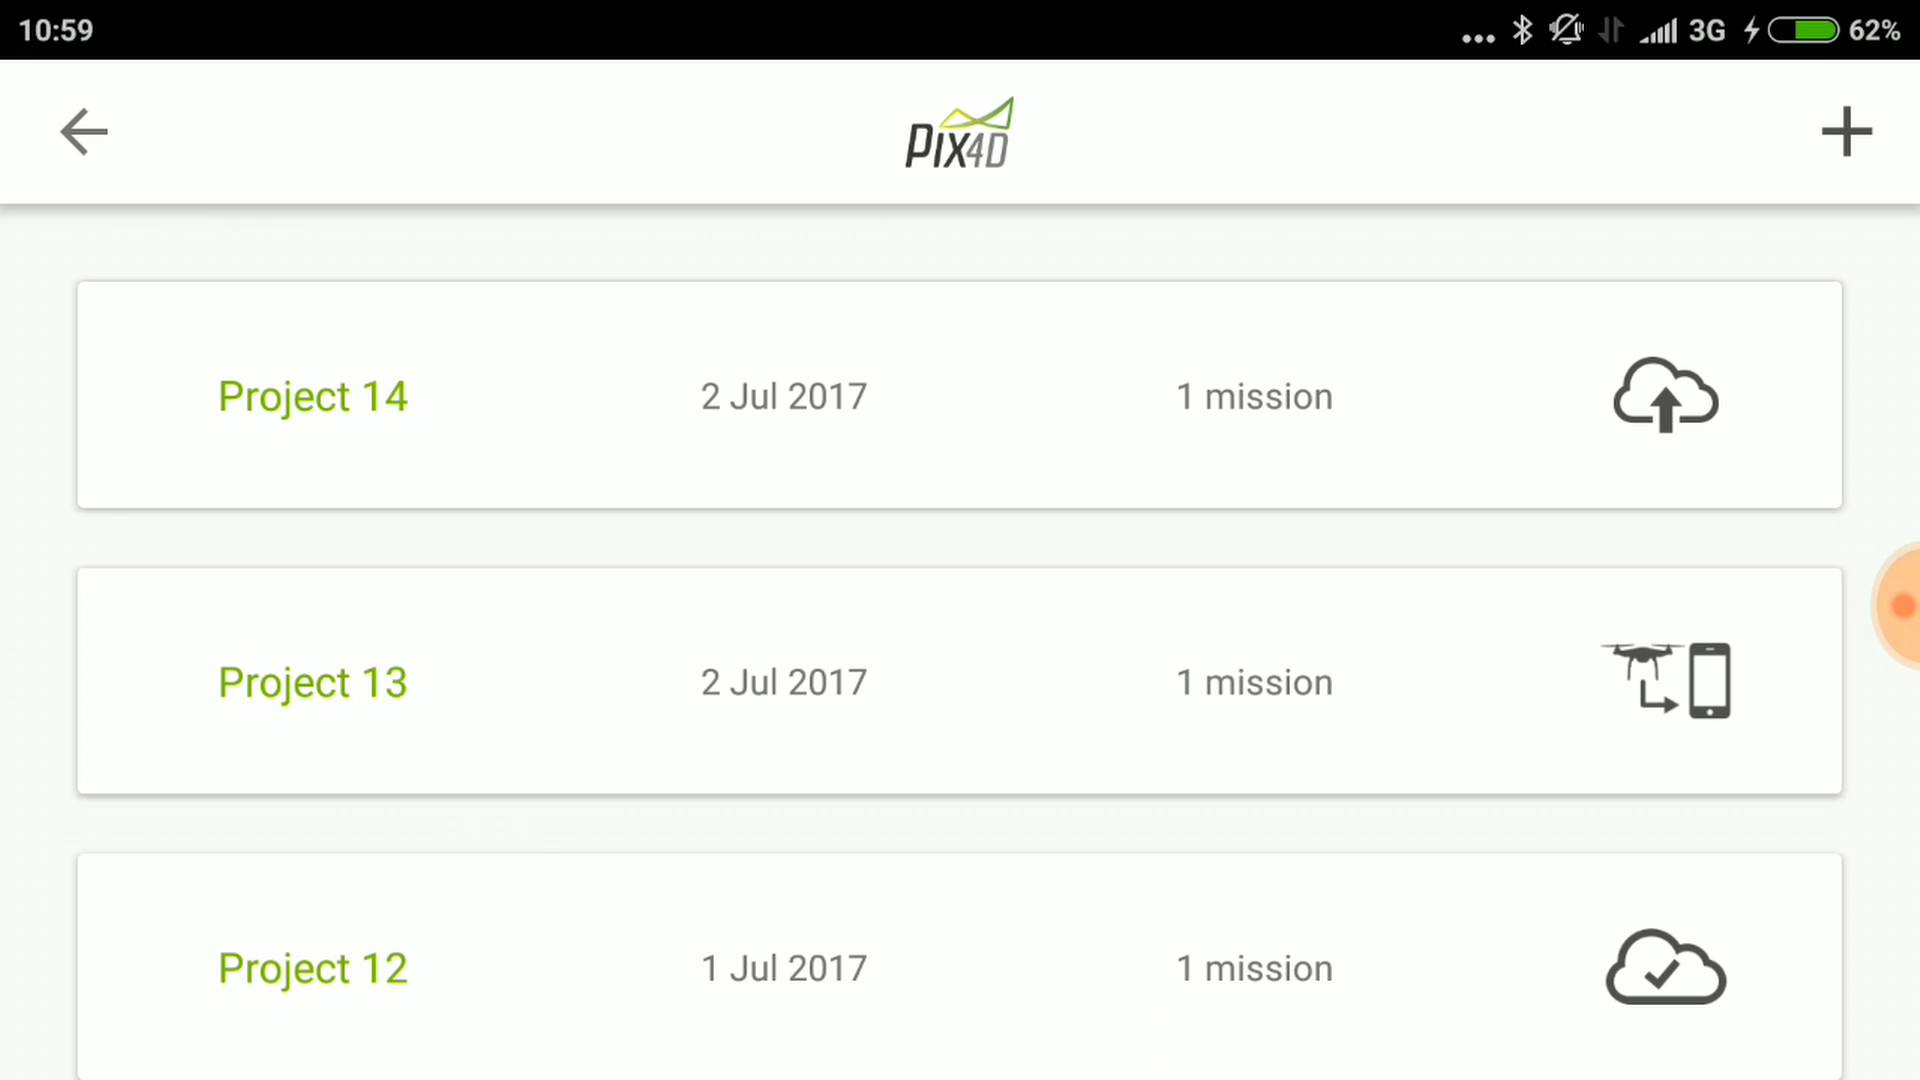 10:59
3G 62%
PIX4D
Project 14 2 Jul 2017 1 mission
Project 13 2 Jul 2017 1 mission
Project 12 1 Jul 2017 1 mission